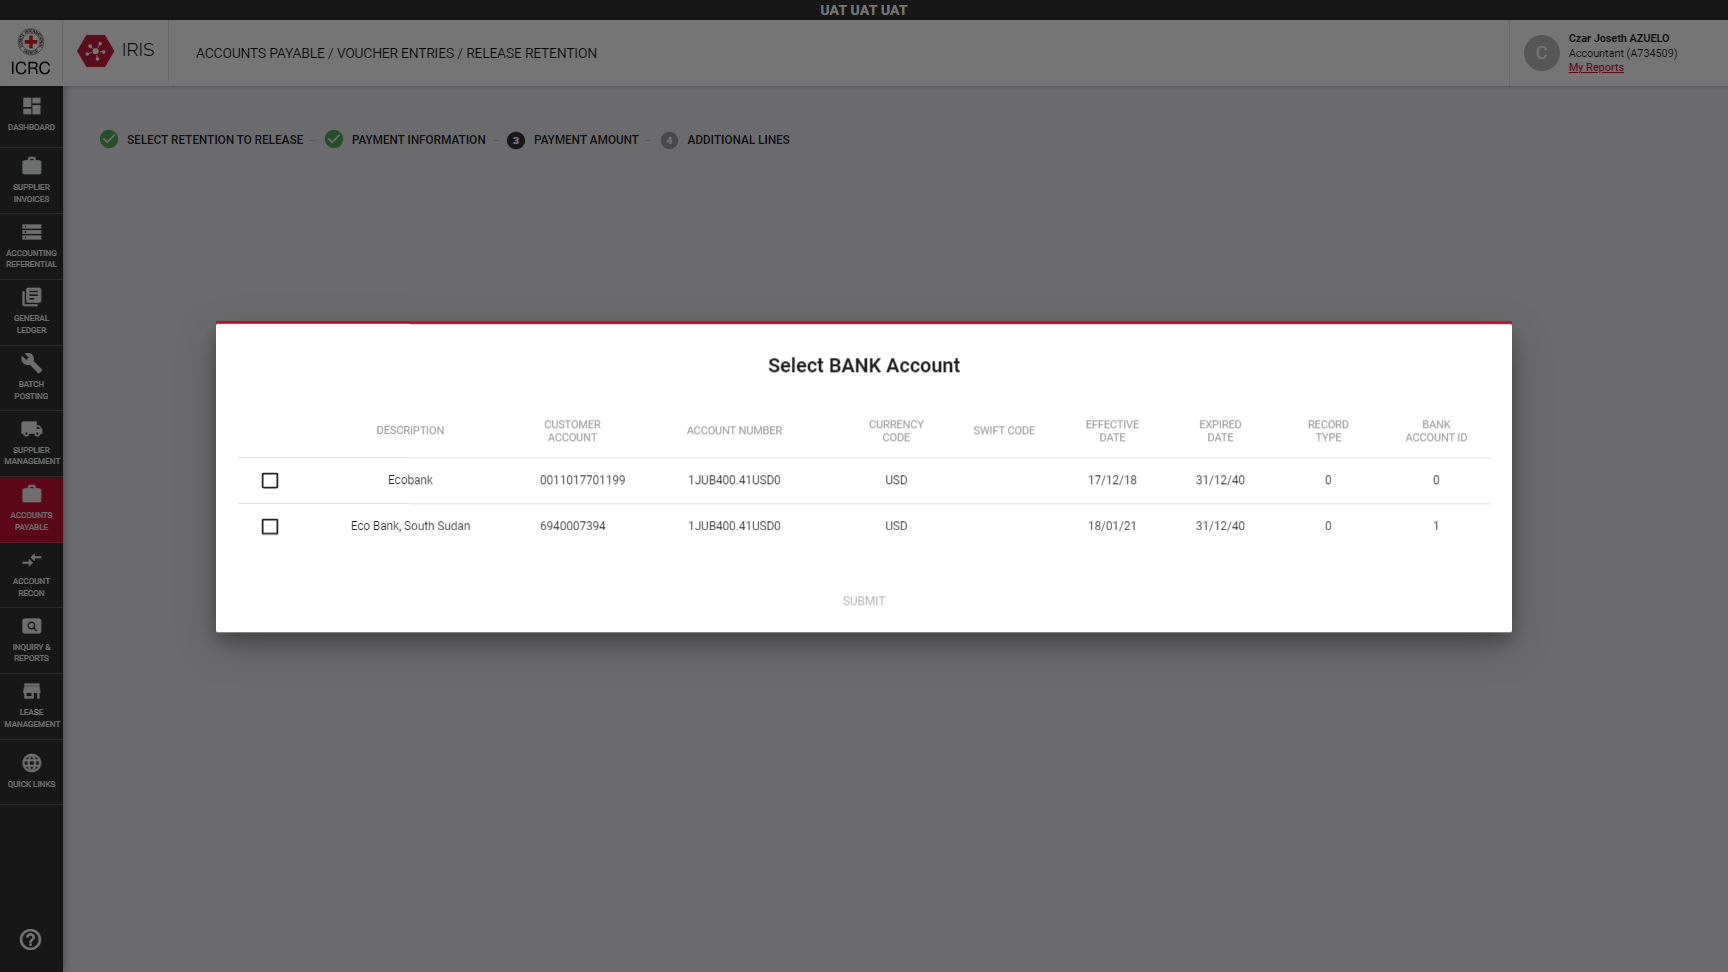 UAT UAT UAT
ICRC
IRIS
ACCOUNTS PAYABLE / VOUCHER ENTRIES / RELEASE RETENTION
C
Czar Joseth AZUELO
Accountant (A734509)
My Reports
DASHBOARD
SUPPLIER
INVOICES
ACCOUNTING
REFERENTIAL
GENERAL
LEDGER
BATCH
POSTING
SUPPLIER
MANAGEMENT
ACCOUNTS
PAYABLE
ACCOUNT
RECON
INQUIRY &
REPORTS
LEASE
MANAGEMENT
QUICK LINKS
SELECT RETENTION TO RELEASE – PAYMENT INFORMATION – 3 PAYMENT AMOUNT – 4 ADDITIONAL LINES
Select BANK Account
DESCRIPTION CUSTOMER ACCOUNT ACCOUNT NUMBER CURRENCY CODE SWIFT CODE EFFECTIVE DATE EXPIRED DATE RECORD TYPE BANK ACCOUNT ID
Ecobank 0011017701199 1JUB400.41USD0 USD 17/12/18 31/12/40 0 0
Eco Bank, South Sudan 6940007394 1JUB400.41USD0 USD 18/01/21 31/12/40 0 1
SUBMIT